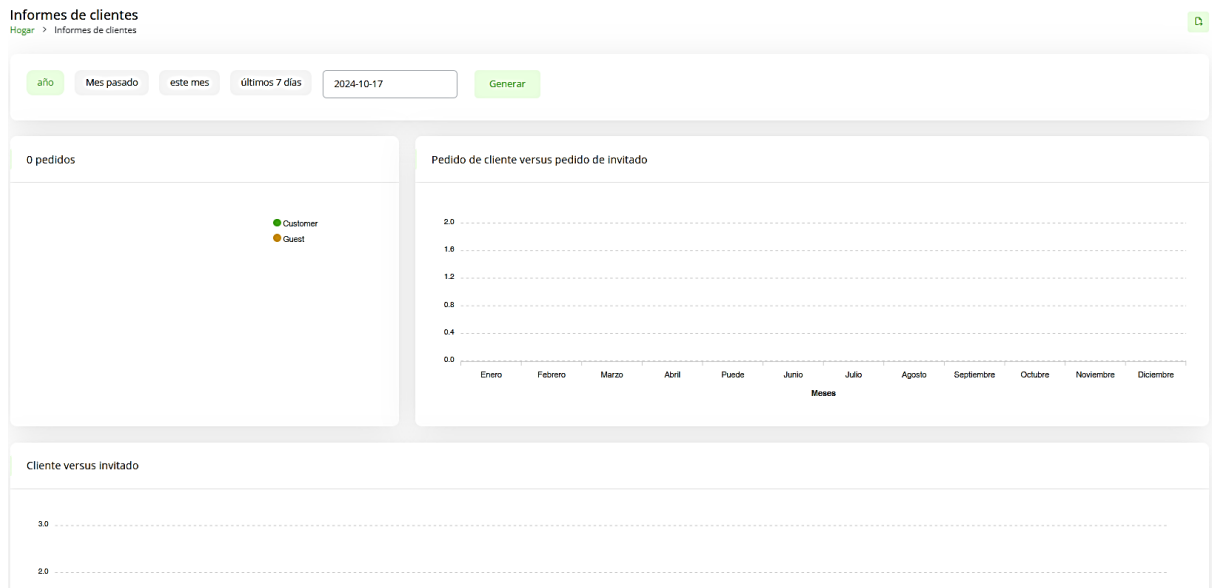 Informes de clientes
Hogar > Informes de clientes
año Mes pasado este mes últimos 7 días 2024-10-17 Generar
0 pedidos
Customer
Guest
Pedido de cliente versus pedido de invitado
2.0
1.6
1.2
0.8
0.4
0.0
Enero Febrero Marzo Abril Puede Junio Julio Agosto Septiembre Octubre Noviembre Diciembre
Meses
Cliente versus invitado
3.0
2.0